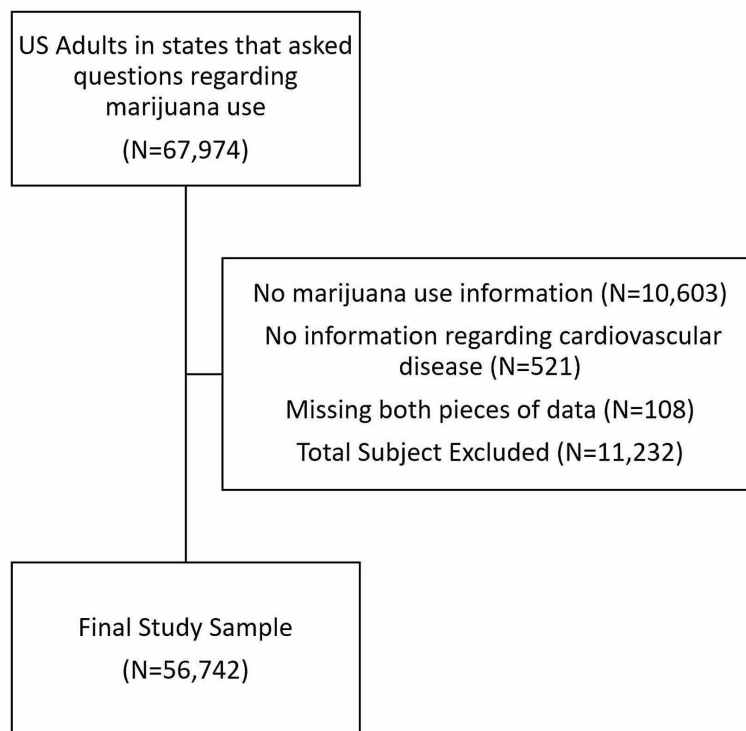 US Adults in states that asked
questions regarding
marijuana use
(N=67,974)
No marijuana use information (N=10,603)
No information regarding cardiovascular
disease (N=521)
Missing both pieces of data (N=108)
Total Subject Excluded (N=11,232)
Final Study Sample
(N=56,742)